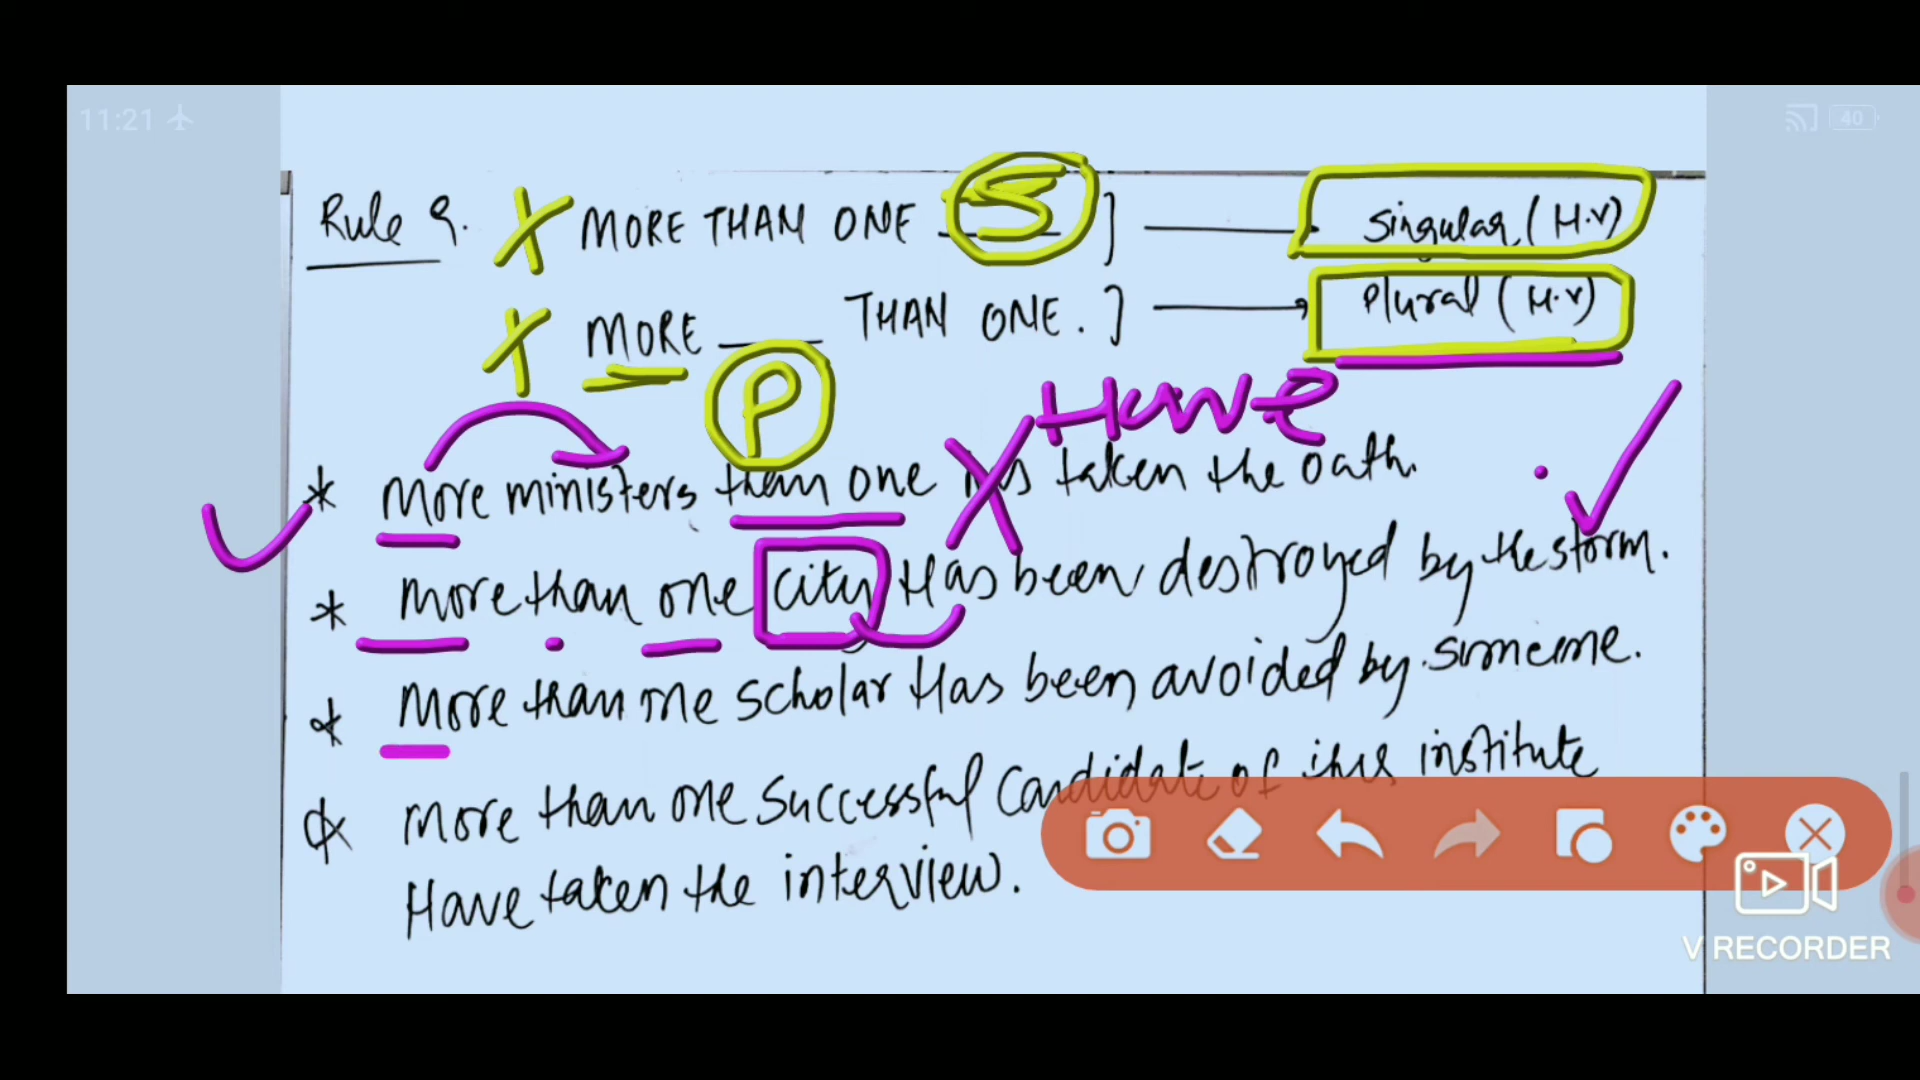 11:21
40
Rule 9. X MORE THAN ONE S ] Singular (H.V)
X MORE ____ THAN ONE. ] Plural (H.V)
P
Have
* More ministers than one has taken the oath.
* More than one city Has been destroyed by the storm.
* More than one scholar Has been avoided by someone.
* More than one successful candidate of this institute
Have taken the interview.
V RECORDER